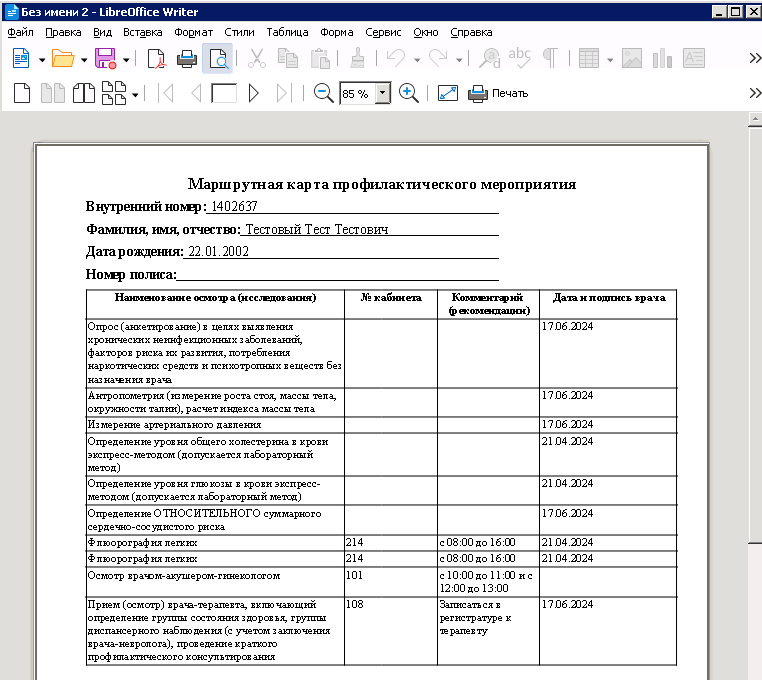 Без имени 2 - LibreOffice Writer
Файл Правка Вид Вставка Формат Стили Таблица Форма Сервис Окно Справка
85 % Печать
Маршрутная карта профилактического мероприятия
Внутренний номер: 1402637
Фамилия, имя, отчество: Тестовый Тест Тестович
Дата рождения: 22.01.2002
Номер полиса:
Наименование осмотра (исследования) № кабинета Комментарий Дата и подпись врача
(рекомендации)
Опрос (анкетирование) в целях выявления 17.06.2024
хронических неинфекционных заболеваний,
факторов риска их развития, потребления
наркотических средств и психотропных веществ без
назначения врача
Антропометрия (измерение роста стоя, массы тела, 17.06.2024
окружности талии), расчет индекса массы тела
Измерение артериального давления 17.06.2024
Определение уровня общего холестерина в крови 21.04.2024
экспресс-методом (допускается лабораторный
метод)
Определение уровня глюкозы в крови экспресс- 21.04.2024
методом (допускается лабораторный метод)
Определение ОТНОСИТЕЛЬНОГО суммарного 17.06.2024
сердечно-сосудистого риска
Флюорография легких 214 с 08:00 до 16:00 21.04.2024
Флюорография легких 214 с 08:00 до 16:00 21.04.2024
Осмотр врачом-акушером-гинекологом 101 с 10:00 до 11:00 и с
12:00 до 13:00
Прием (осмотр) врача-терапевта, включающий 108 Записаться в 17.06.2024
определение группы состояния здоровья, группы регистратуре к
диспансерного наблюдения (с учетом заключения терапевту
врача-невролога), проведение краткого
профилактического консультирования